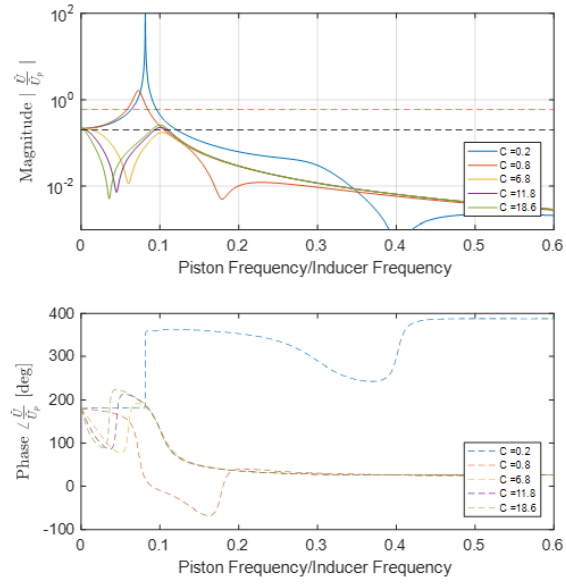 10^2
10^0
10^-2
Magnitude | Û/U_p |
C =0.2
C =0.8
C =6.8
C =11.8
C =18.6
0 0.1 0.2 0.3 0.4 0.5 0.6
Piston Frequency/Inducer Frequency
400
300
200
100
0
-100
Phase ∠Û/U_p [deg]
C =0.2
C =0.8
C =6.8
C =11.8
C =18.6
0 0.1 0.2 0.3 0.4 0.5 0.6
Piston Frequency/Inducer Frequency